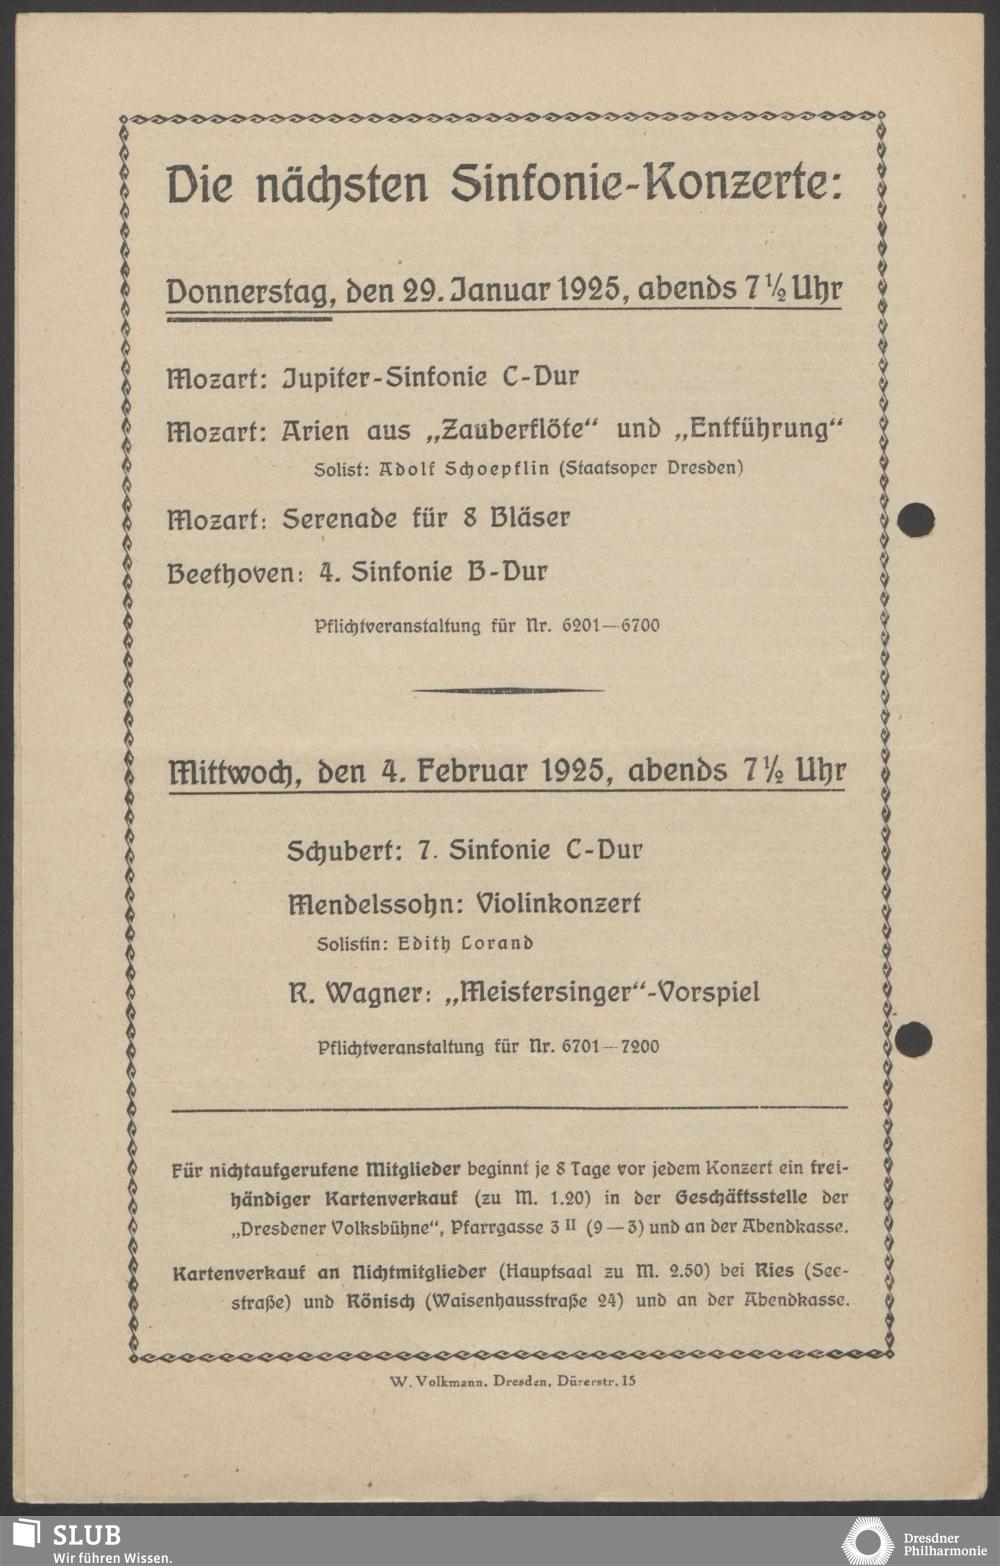 Die nächsten Sinfonie-Konzerte:
Donnerstag, den 29. Januar 1925, abends 7 ½ Uhr
Mozart: Jupiter-Sinfonie C-Dur
Mozart: Arien aus „Zauberflöte“ und „Entführung“
Solist: Adolf Schoepflin (Staatsoper Dresden)
Mozart: Serenade für 8 Bläser
Beethoven: 4. Sinfonie B-Dur
Pflichtveranstaltung für Nr. 6201—6700
Mittwoch, den 4. Februar 1925, abends 7 ½ Uhr
Schubert: 7. Sinfonie C-Dur
Mendelssohn: Violinkonzert
Solistin: Edith Lorand
R. Wagner: „Meistersinger“-Vorspiel
Pflichtveranstaltung für Nr. 6701—7200
Für nichtaufgerufene Mitglieder beginnt je 8 Tage vor jedem Konzert ein frei-
händiger Kartenverkauf (zu M. 1.20) in der Geschäftsstelle der
„Dresdener Volksbühne“, Pfarrgasse 3 II (9—3) und an der Abendkasse.
Kartenverkauf an Nichtmitglieder (Hauptsaal zu M. 2.50) bei Ries (See-
straße) und Rönisch (Waisenhausstraße 24) und an der Abendkasse.
W. Volkmann, Dresden, Dürerstr. 15
SLUB
Wir führen Wissen.
Dresdner
Philharmonie